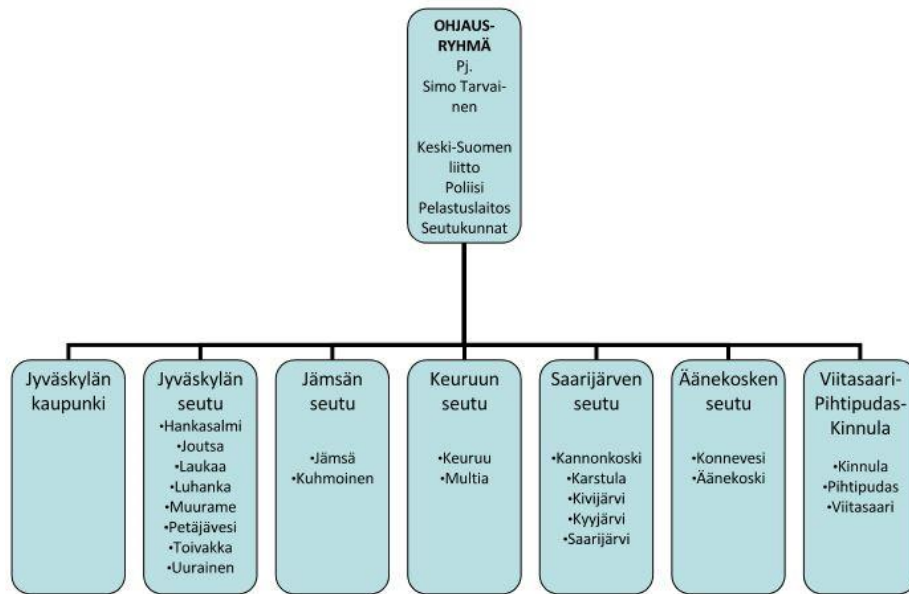 OHJAUS-
RYHMÄ
Pj.
Simo Tarvai-
nen
Keski-Suomen
liitto
Poliisi
Pelastuslaitos
Seutukunnat
Jyväskylän
kaupunki
Jyväskylän
seutu
•Hankasalmi
•Joutsa
•Laukaa
•Luhanka
•Muurame
•Petäjävesi
•Toivakka
•Uurainen
Jämsän
seutu
•Jämsä
•Kuhmoinen
Keuruun
seutu
•Keuruu
•Multia
Saarijärven
seutu
•Kannonkoski
•Karstula
•Kivijärvi
•Kyyjärvi
•Saarijärvi
Äänekosken
seutu
•Konnevesi
•Äänekoski
Viitasaari-
Pihtipudas-
Kinnula
•Kinnula
•Pihtipudas
•Viitasaari